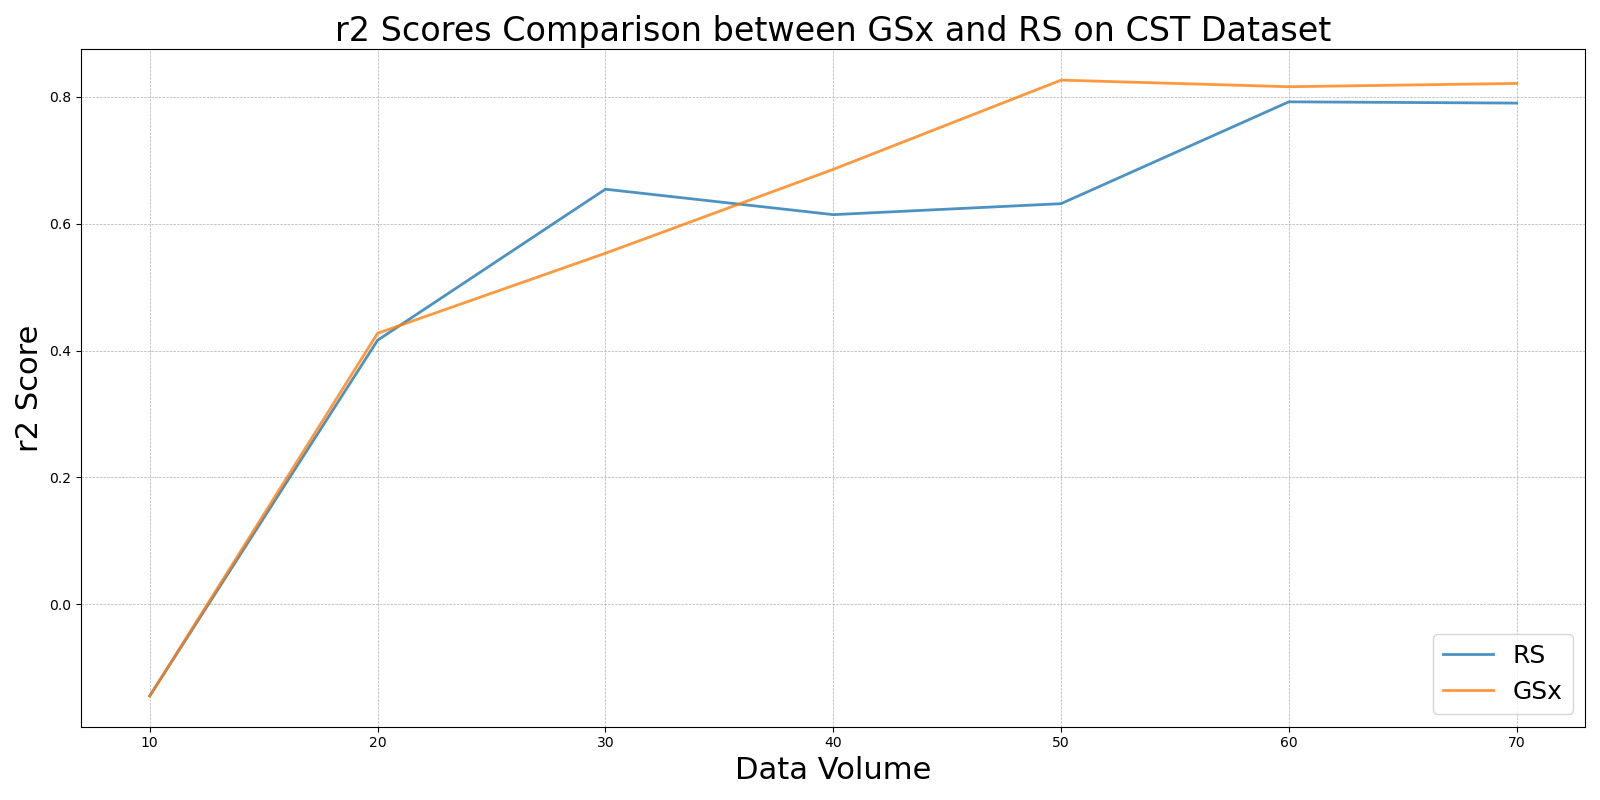 r2 Scores Comparison between GSx and RS on CST Dataset
r2 Score
0.8
0.6
0.4
0.2
0.0
10 20 30 40 50 60 70
Data Volume
RS
GSx